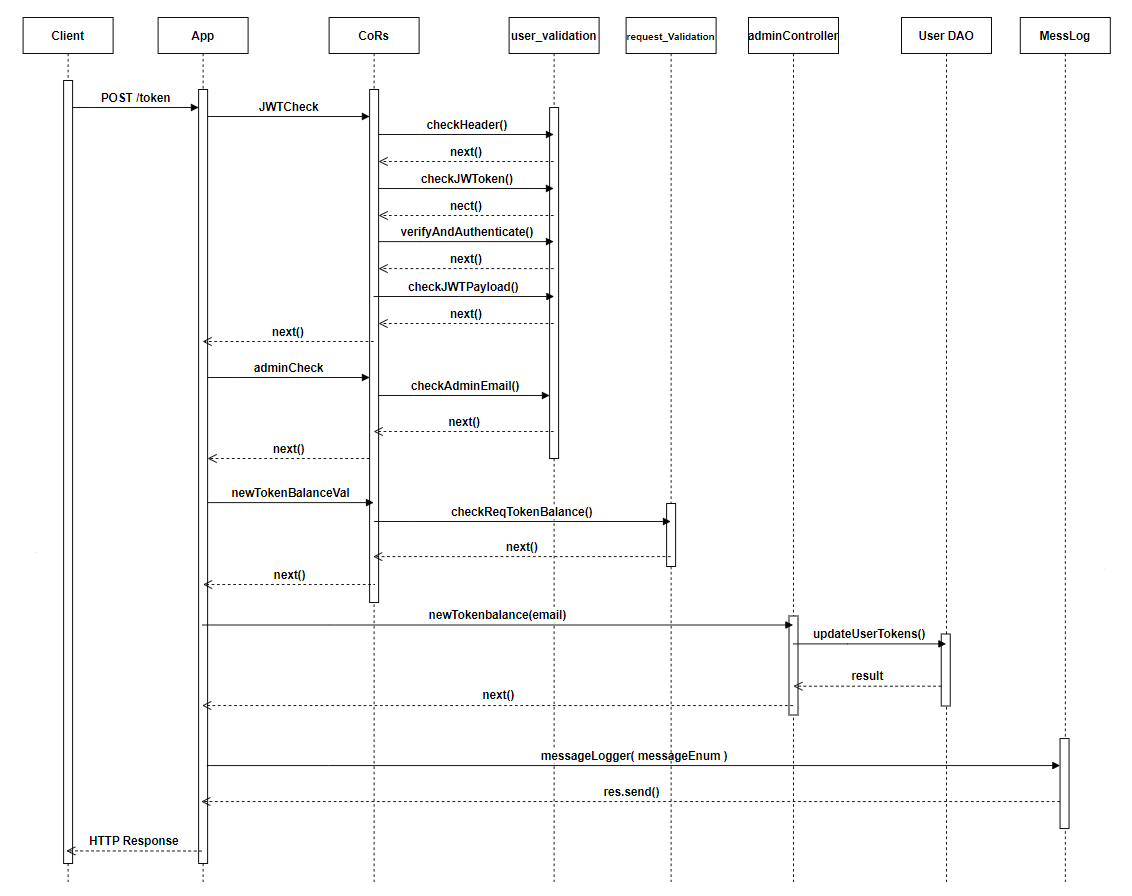 Client
App
CoRs
user_validation
request_Validation
adminController
User DAO
MessLog
POST /token
JWTCheck
checkHeader()
next()
checkJWToken()
nect()
verifyAndAuthenticate()
next()
checkJWTPayload()
next()
next()
adminCheck
checkAdminEmail()
next()
next()
newTokenBalanceVal
checkReqTokenBalance()
next()
next()
newTokenbalance(email)
updateUserTokens()
result
next()
messageLogger( messageEnum )
res.send()
HTTP Response